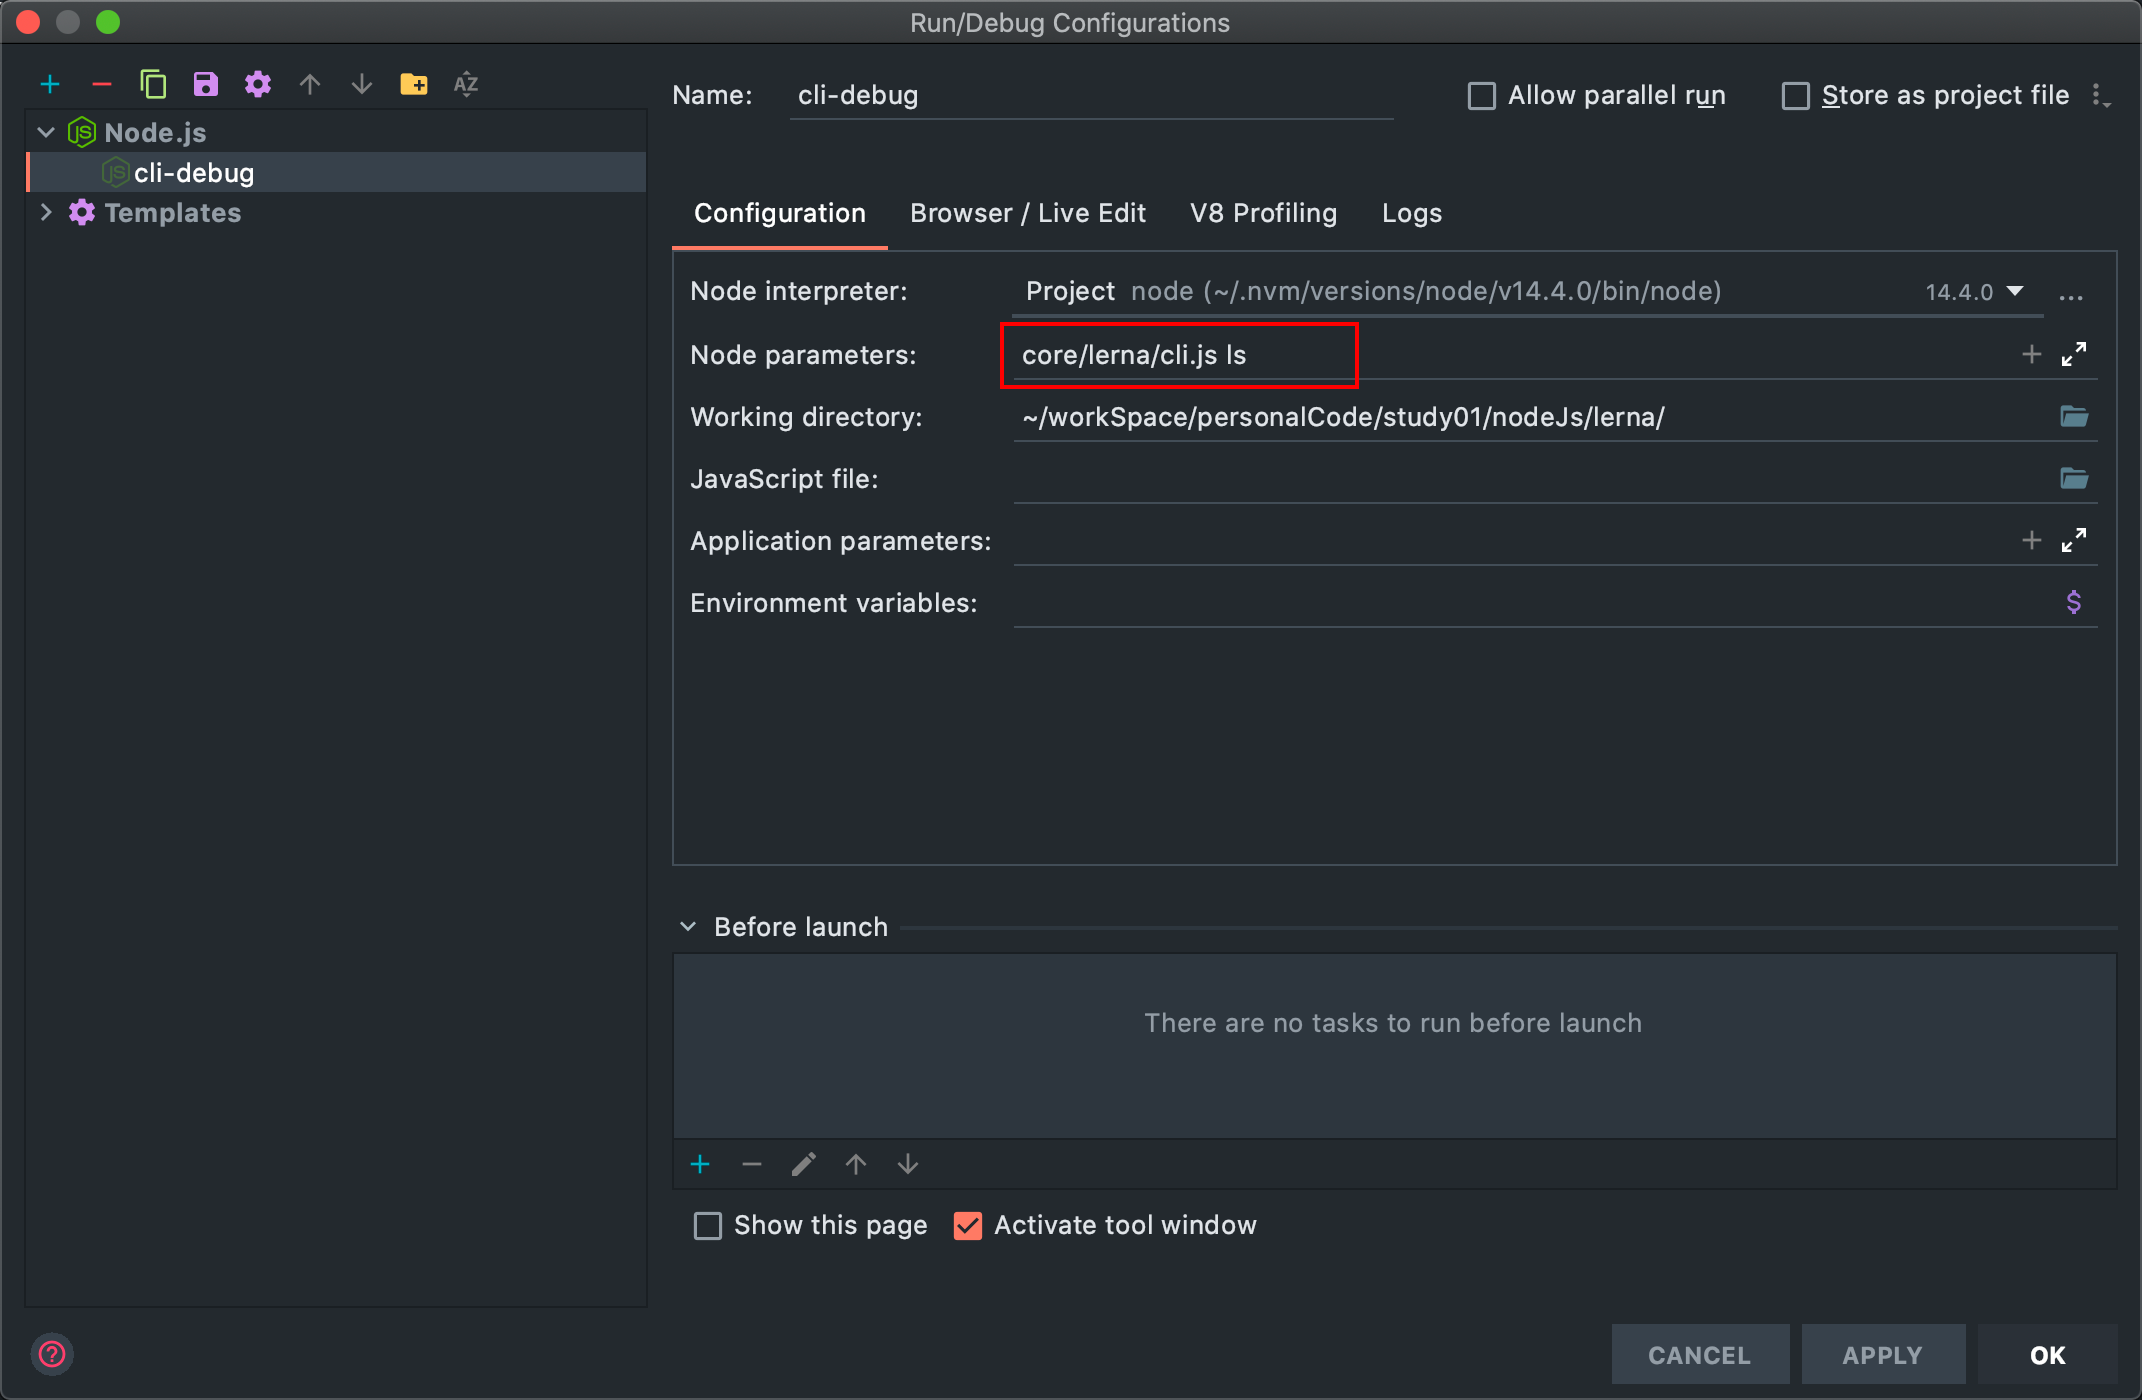 Run/Debug Configurations
Name: cli-debug
Allow parallel run
Store as project file
Node.js
cli-debug
Templates
Configuration Browser / Live Edit V8 Profiling Logs
Node interpreter: Project node (~/.nvm/versions/node/v14.4.0/bin/node) 14.4.0 ...
Node parameters: core/lerna/cli.js ls
Working directory: ~/workSpace/personalCode/study01/nodeJs/lerna/
JavaScript file:
Application parameters:
Environment variables: $
Before launch
There are no tasks to run before launch
Show this page Activate tool window
? CANCEL APPLY OK